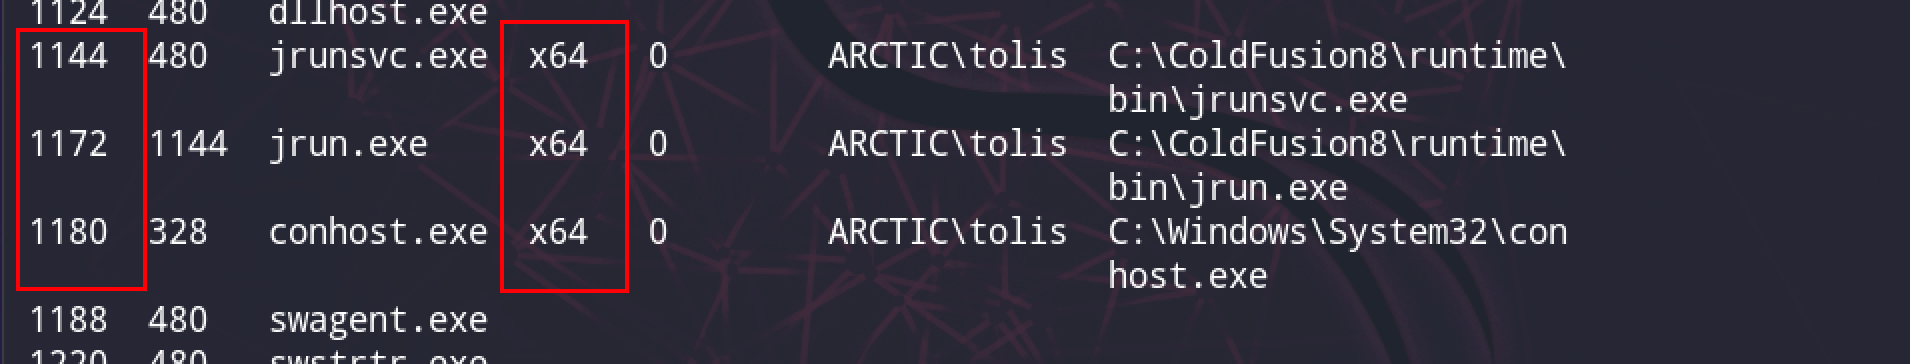 1124 480 dllhost.exe
1144 480 jrunsvc.exe x64 0 ARCTIC\tolis C:\ColdFusion8\runtime\
bin\jrunsvc.exe
1172 1144 jrun.exe x64 0 ARCTIC\tolis C:\ColdFusion8\runtime\
bin\jrun.exe
1180 328 conhost.exe x64 0 ARCTIC\tolis C:\Windows\System32\con
host.exe
1188 480 swagent.exe
1220 480 swstrtr.exe